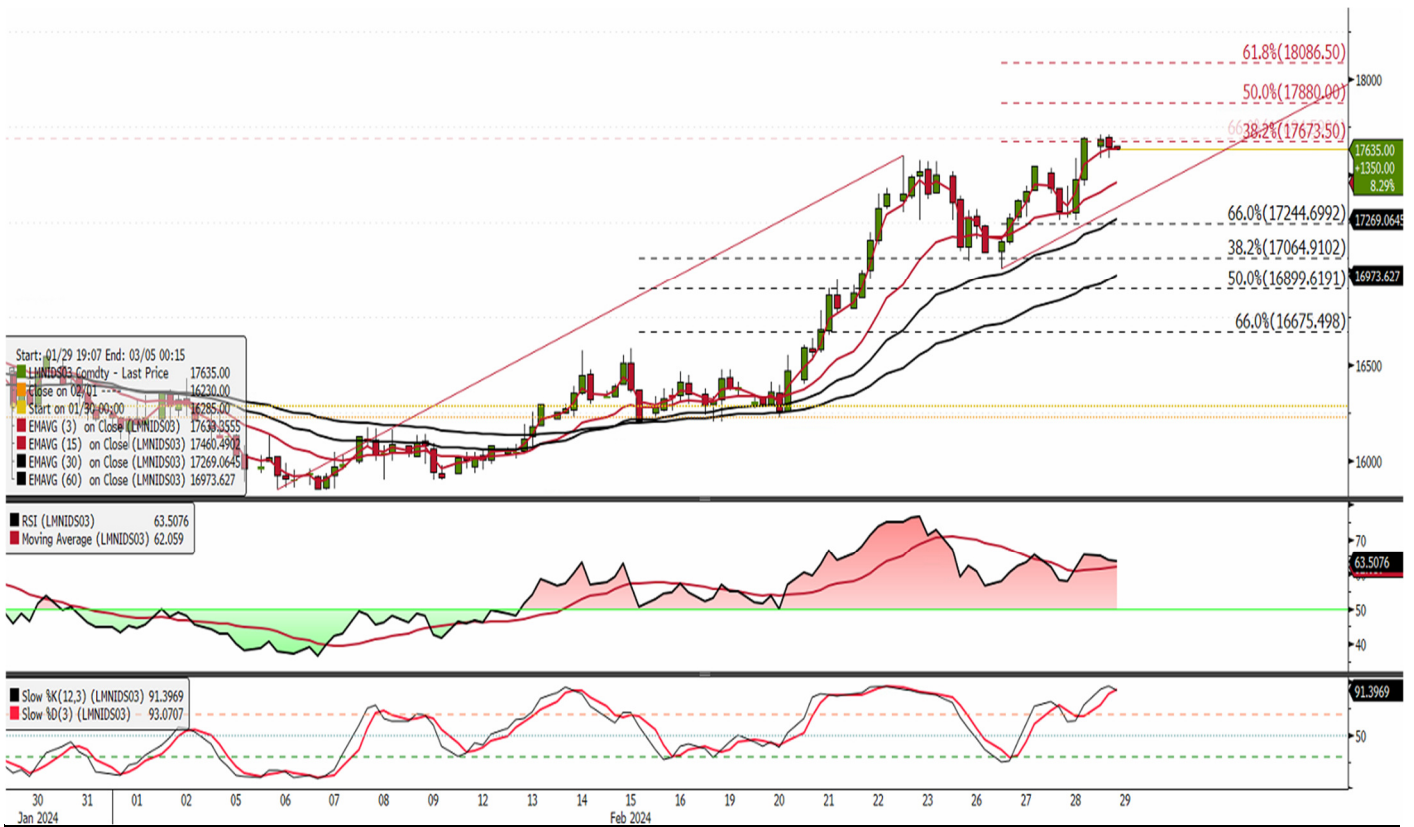 61.8%(18086.50)
18000
50.0%(17880.00)
38.2%(17673.50)
17635.00
+1350.00
8.29%
66.0%(17244.6992)
17269.0645
38.2%(17064.9102)
50.0%(16899.6191)
16973.627
66.0%(16675.498)
16500
16000
Start: 01/29 19:07 End: 03/05 00:15
LMNIDS03 Comdty - Last Price 17635.00
Close on 02/01 ---- 16230.00
Start on 01/30 00:00 16285.00
EMAVG (3) on Close (LMNIDS03)
EMAVG (15) on Close (LMNIDS03) 17460.4902
EMAVG (30) on Close (LMNIDS03) 17269.0645
EMAVG (60) on Close (LMNIDS03) 16973.627
RSI (LMNIDS03) 63.5076
Moving Average (LMNIDS03) 62.059
70
63.5076
50
40
Slow %K(12,3) (LMNIDS03) 91.3969
Slow %D(3) (LMNIDS03) 93.0707
91.3969
50
30 31 01 02 05 06 07 08 09 12 13 14 15 16 19 20 21 22 23 26 27 28 29
Jan 2024 Feb 2024